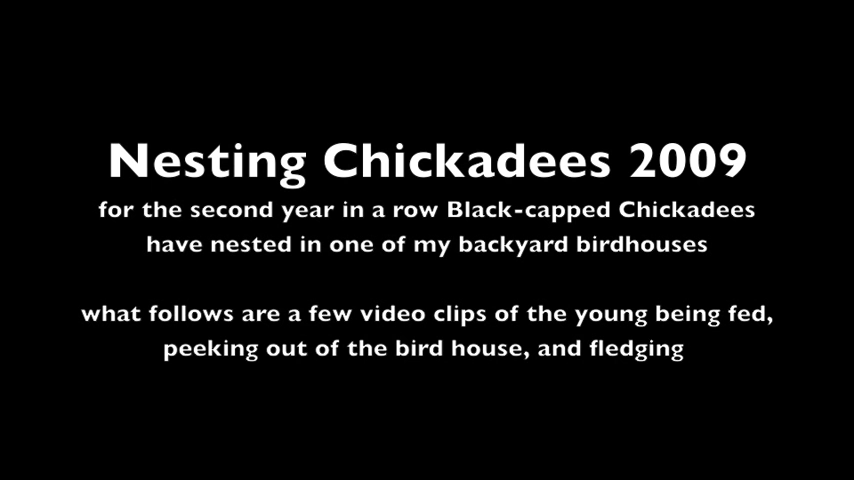 Nesting Chickadees 2009
for the second year in a row Black-capped Chickadees
have nested in one of my backyard birdhouses
what follows are a few video clips of the young being fed,
peeking out of the bird house, and fledging